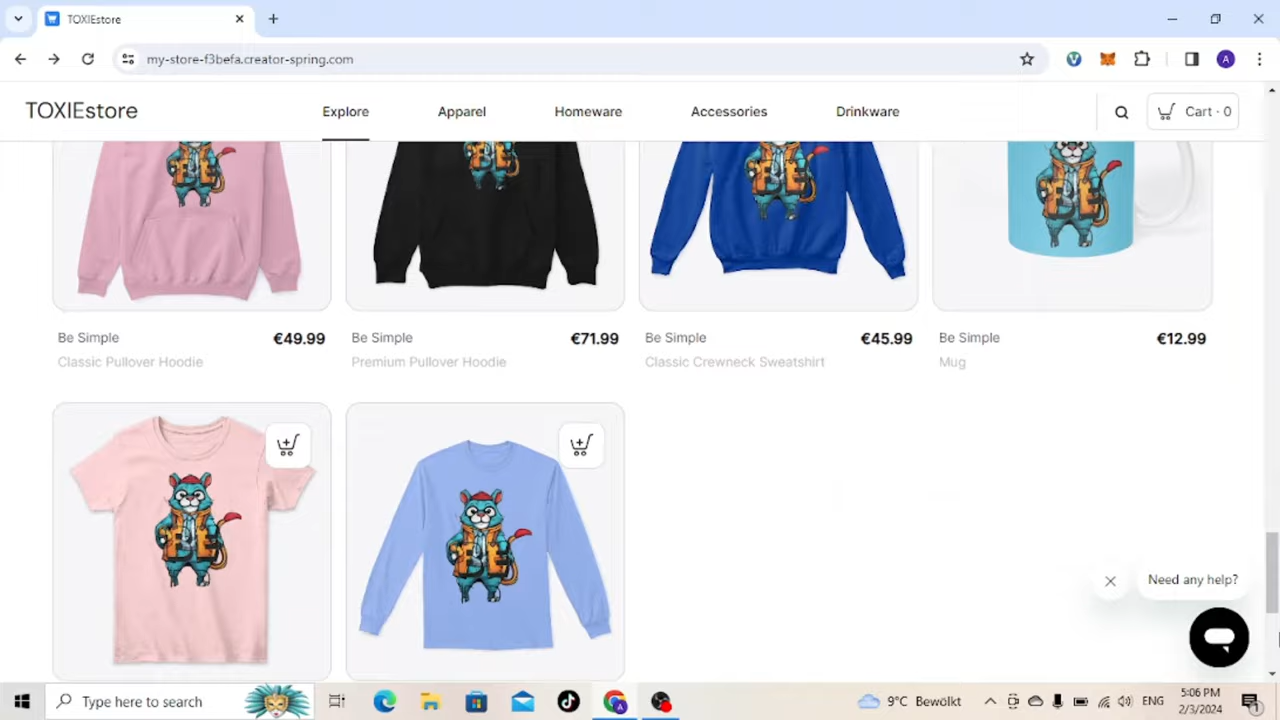 TOXIEstore
my-store-f3befa.creator-spring.com
A
TOXIEstore
Explore
Apparel
Homeware
Accessories
Drinkware
Cart · 0
Be Simple €49.99
Classic Pullover Hoodie
Be Simple €71.99
Premium Pullover Hoodie
Be Simple €45.99
Classic Crewneck Sweatshirt
Be Simple €12.99
Mug
Need any help?
Type here to search
9°C Bewölkt
ENG
5:06 PM
2/3/2024
1